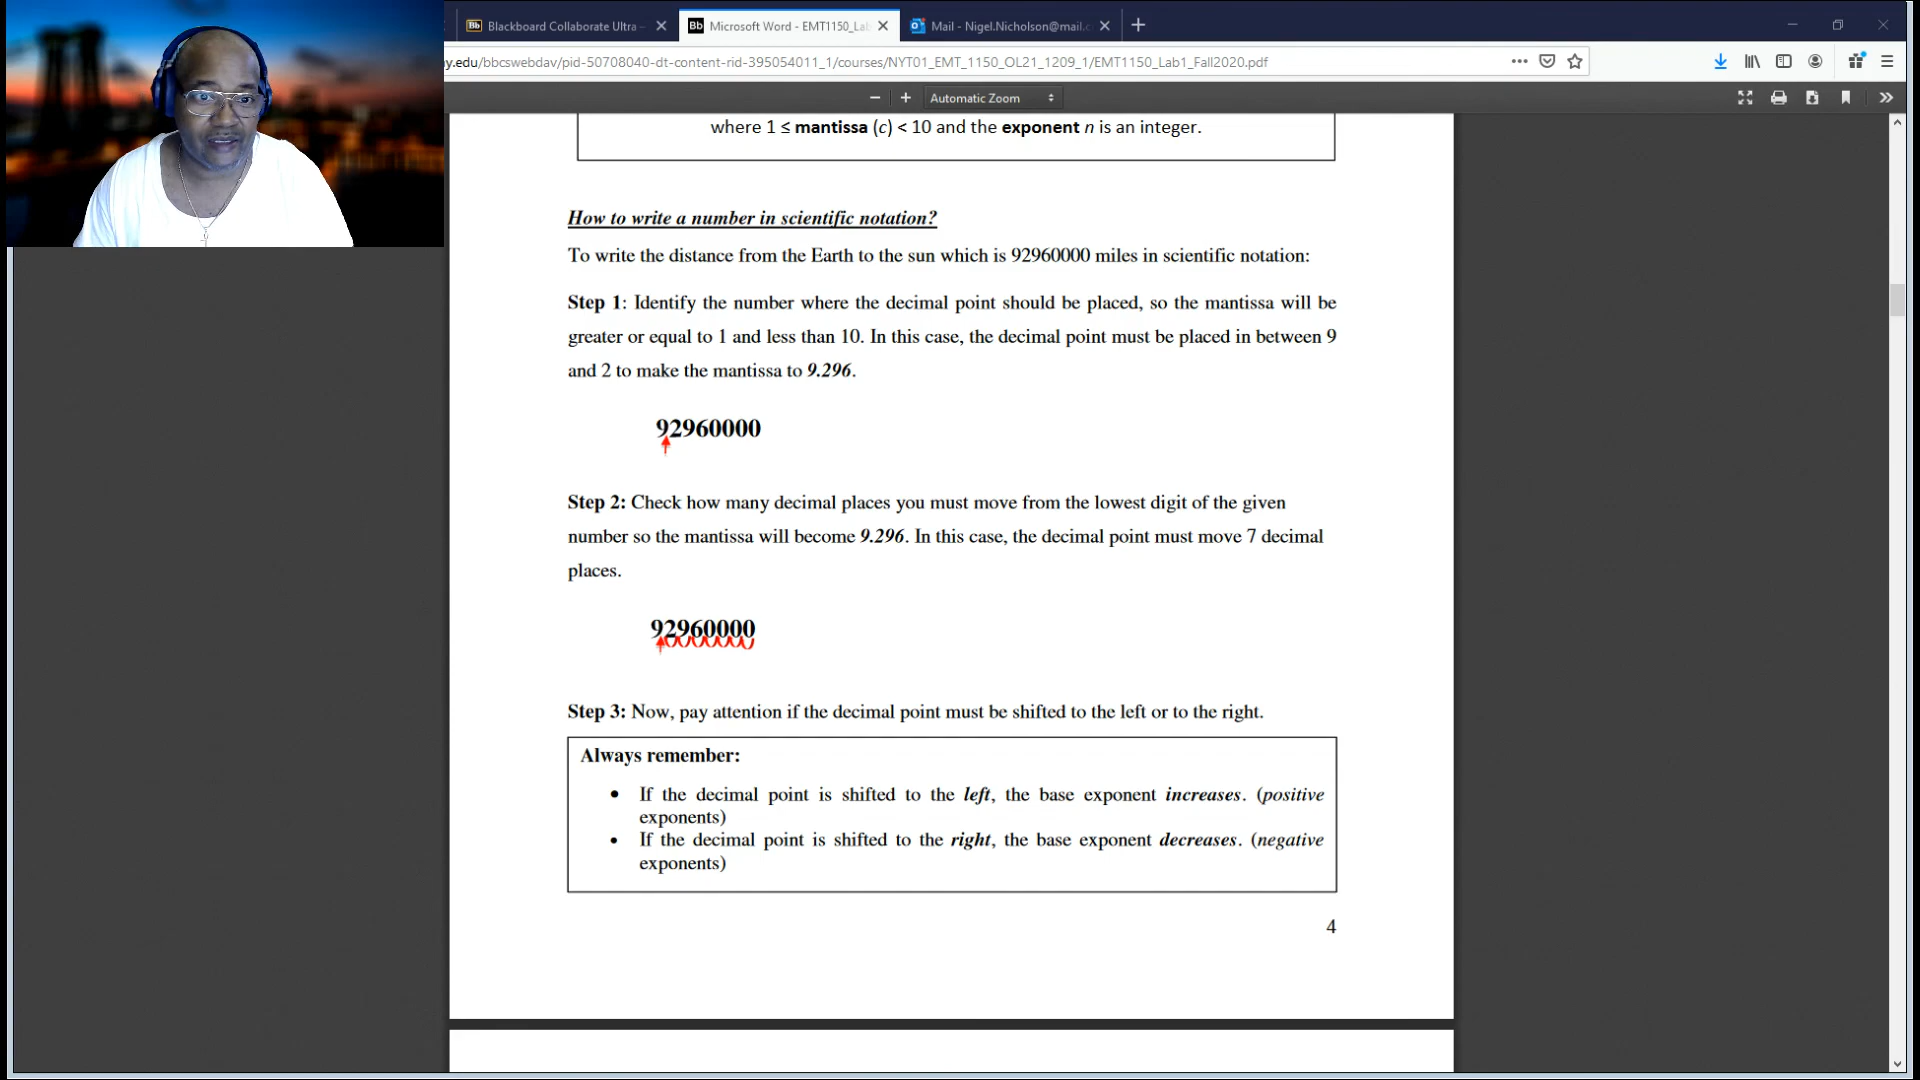 Blackboard Collaborate Ultra –
Microsoft Word - EMT1150_La
Mail - Nigel.Nicholson@mail.
y.edu/bbcswebdav/pid-50708040-dt-content-rid-395054011_1/courses/NYT01_EMT_1150_OL21_1209_1/EMT1150_Lab1_Fall2020.pdf
Automatic Zoom
where 1 ≤ mantissa (c) < 10 and the exponent n is an integer.
How to write a number in scientific notation?
To write the distance from the Earth to the sun which is 92960000 miles in scientific notation:
Step 1: Identify the number where the decimal point should be placed, so the mantissa will be
greater or equal to 1 and less than 10. In this case, the decimal point must be placed in between 9
and 2 to make the mantissa to 9.296.
92960000
Step 2: Check how many decimal places you must move from the lowest digit of the given
number so the mantissa will become 9.296. In this case, the decimal point must move 7 decimal
places.
92960000
Step 3: Now, pay attention if the decimal point must be shifted to the left or to the right.
Always remember:
• If the decimal point is shifted to the left, the base exponent increases. (positive
exponents)
• If the decimal point is shifted to the right, the base exponent decreases. (negative
exponents)
4